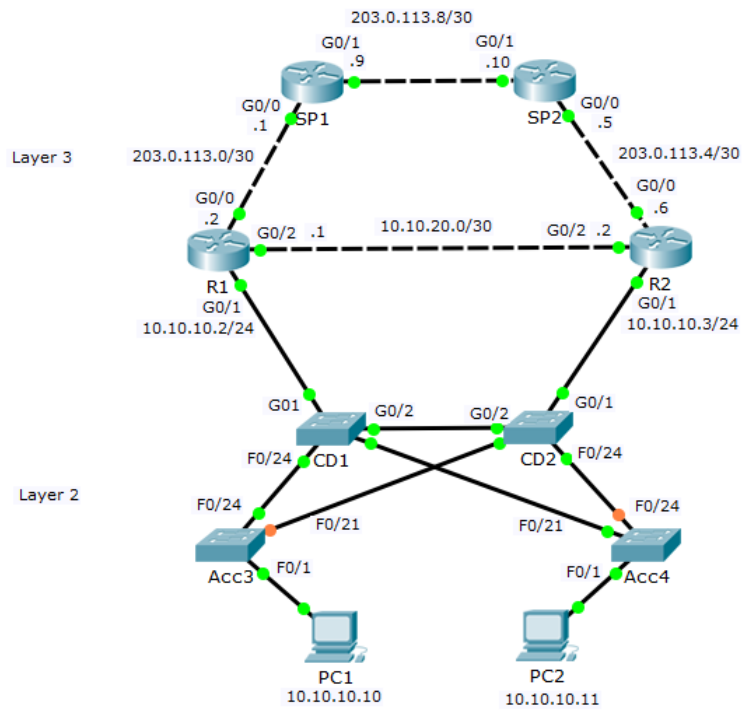 203.0.113.8/30
G0/1
G0/1
.9
.10
SP1
SP2
G0/0
.1
G0/0
.5
Layer 3
203.0.113.0/30
203.0.113.4/30
G0/0
.2
G0/0
.6
G0/2
.1
10.10.20.0/30
G0/2
.2
R1
R2
G0/1
10.10.10.2/24
G0/1
10.10.10.3/24
G01
G0/2
G0/2
G0/1
CD1
CD2
F0/24
F0/24
Layer 2
F0/24
F0/21
F0/21
F0/24
Acc3
Acc4
F0/1
F0/1
PC1
10.10.10.10
PC2
10.10.10.11